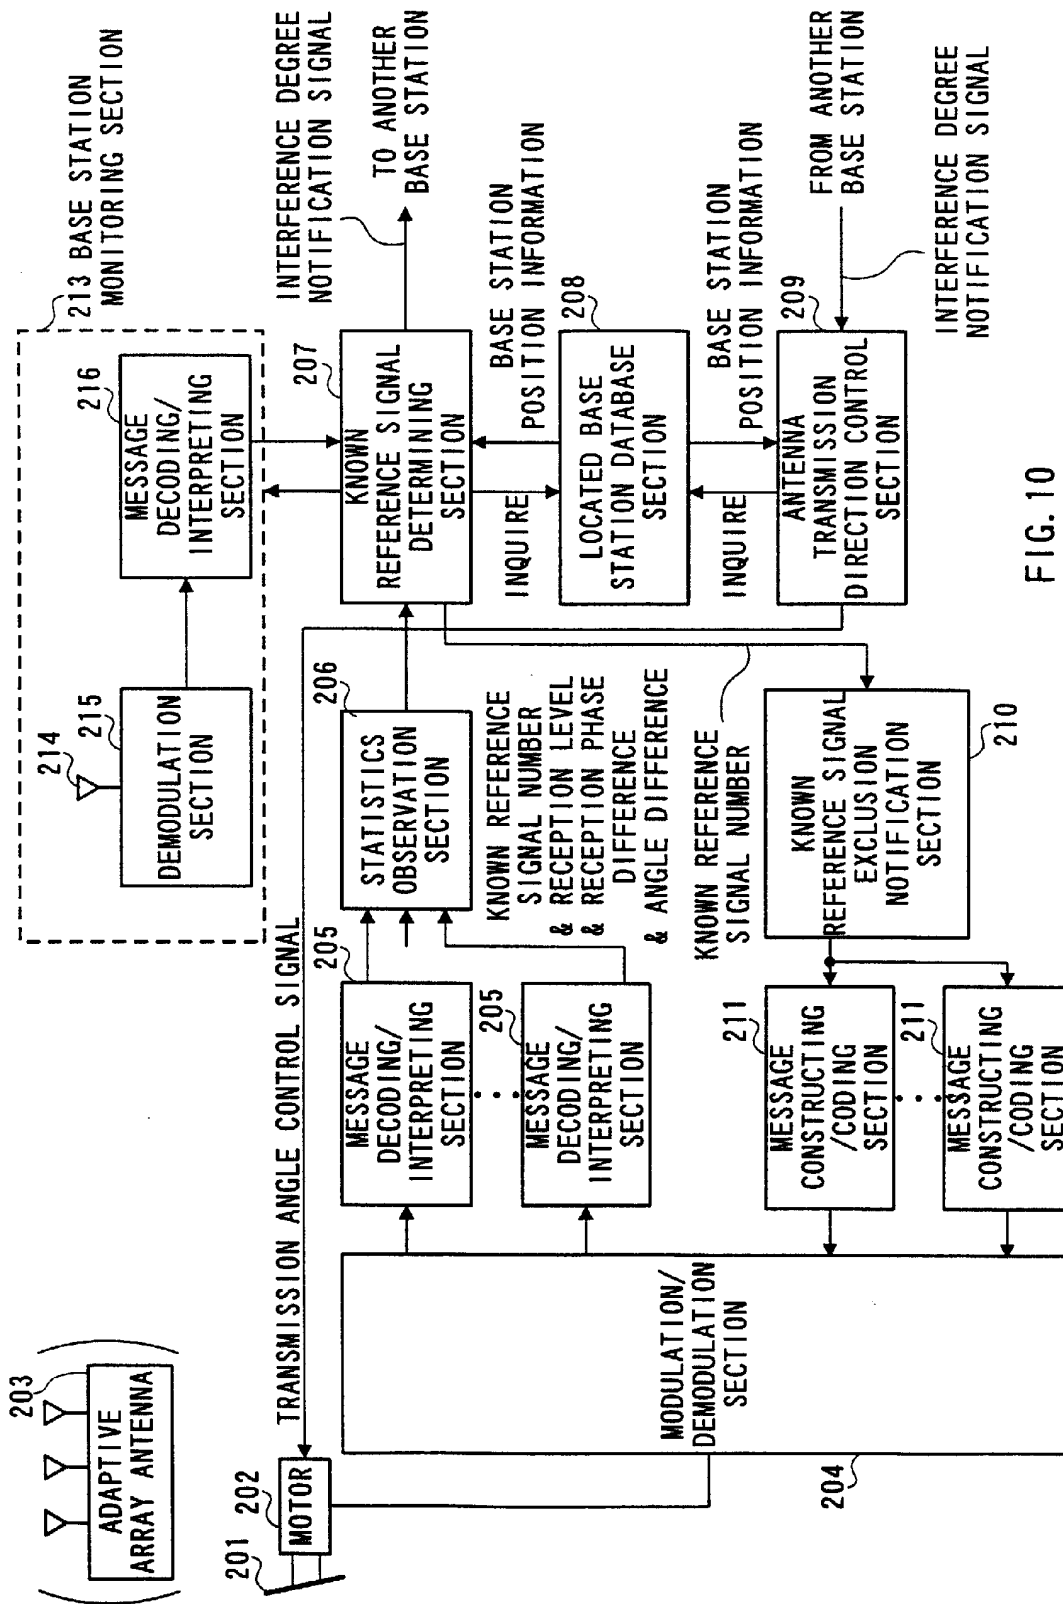 203
ADAPTIVE
ARRAY ANTENNA
201
202
MOTOR
TRANSMISSION ANGLE CONTROL SIGNAL
MODULATION/
DEMODULATION
SECTION
204
205
MESSAGE
DECODING/
INTERPRETING
SECTION
205
MESSAGE
DECODING/
INTERPRETING
SECTION
211
MESSAGE
CONSTRUCTING
/CODING
SECTION
211
MESSAGE
CONSTRUCTING
/CODING
SECTION
214
215
DEMODULATION
SECTION
216
MESSAGE
DECODING/
INTERPRETING
SECTION
213 BASE STATION
MONITORING SECTION
206
STATISTICS
OBSERVATION
SECTION
KNOWN REFERENCE
SIGNAL NUMBER
& RECEPTION LEVEL
& RECEPTION PHASE
DIFFERENCE
& ANGLE DIFFERENCE
KNOWN REFERENCE
SIGNAL NUMBER
KNOWN
REFERENCE SIGNAL
EXCLUSION
NOTIFICATION
SECTION
210
207
KNOWN
REFERENCE SIGNAL
DETERMINING
SECTION
INTERFERENCE DEGREE
NOTIFICATION SIGNAL
TO ANOTHER
BASE STATION
INQUIRE
BASE STATION
POSITION INFORMATION
208
LOCATED BASE
STATION DATABASE
SECTION
INQUIRE
BASE STATION
POSITION INFORMATION
209
ANTENNA
TRANSMISSION
DIRECTION CONTROL
SECTION
FROM ANOTHER
BASE STATION
INTERFERENCE DEGREE
NOTIFICATION SIGNAL
FIG. 10